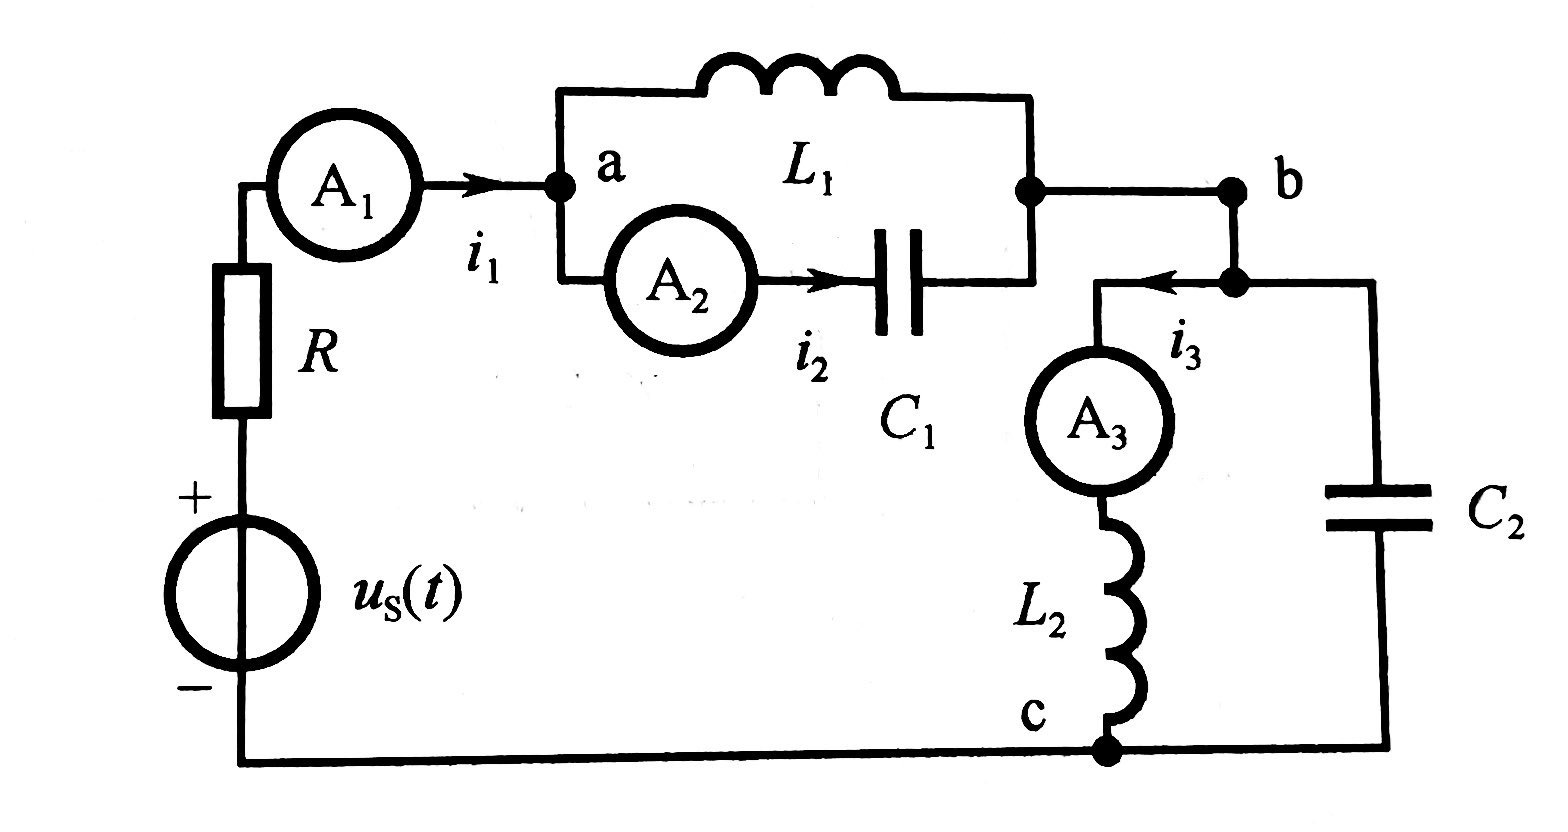 a
L₁
b
A₁
i₁
A₂
i₂
C₁
i₃
A₃
R
+
uₛ(t)
−
L₂
C₂
c